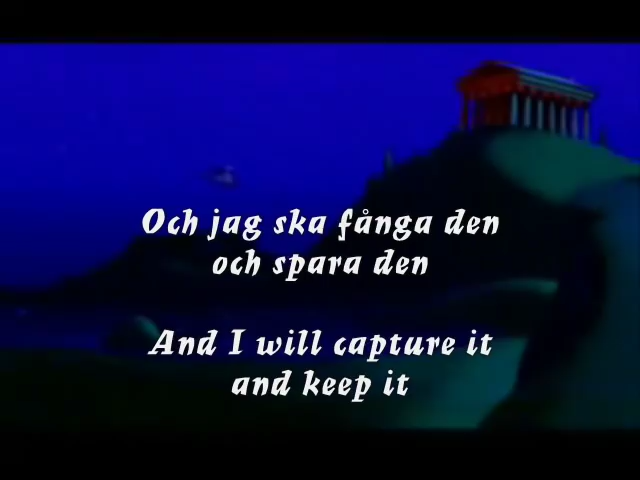 Och jag ska fånga den
och spara den
And I will capture it
and keep it